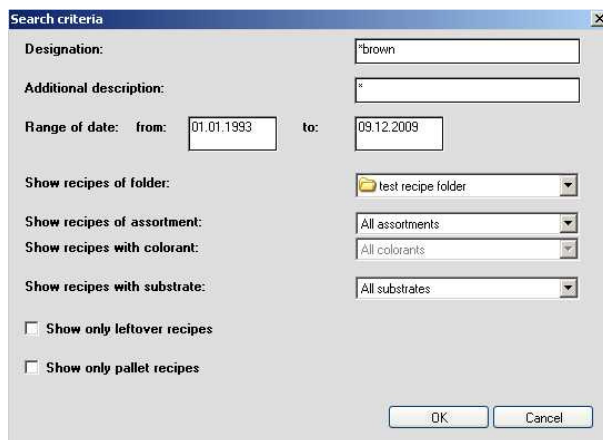 Search criteria
Designation: *brown
Additional description: *
Range of date: from: 01.01.1993 to: 09.12.2009
Show recipes of folder: test recipe folder
Show recipes of assortment: All assortments
Show recipes with colorant: All colorants
Show recipes with substrate: All substrates
Show only leftover recipes
Show only pallet recipes
OK Cancel